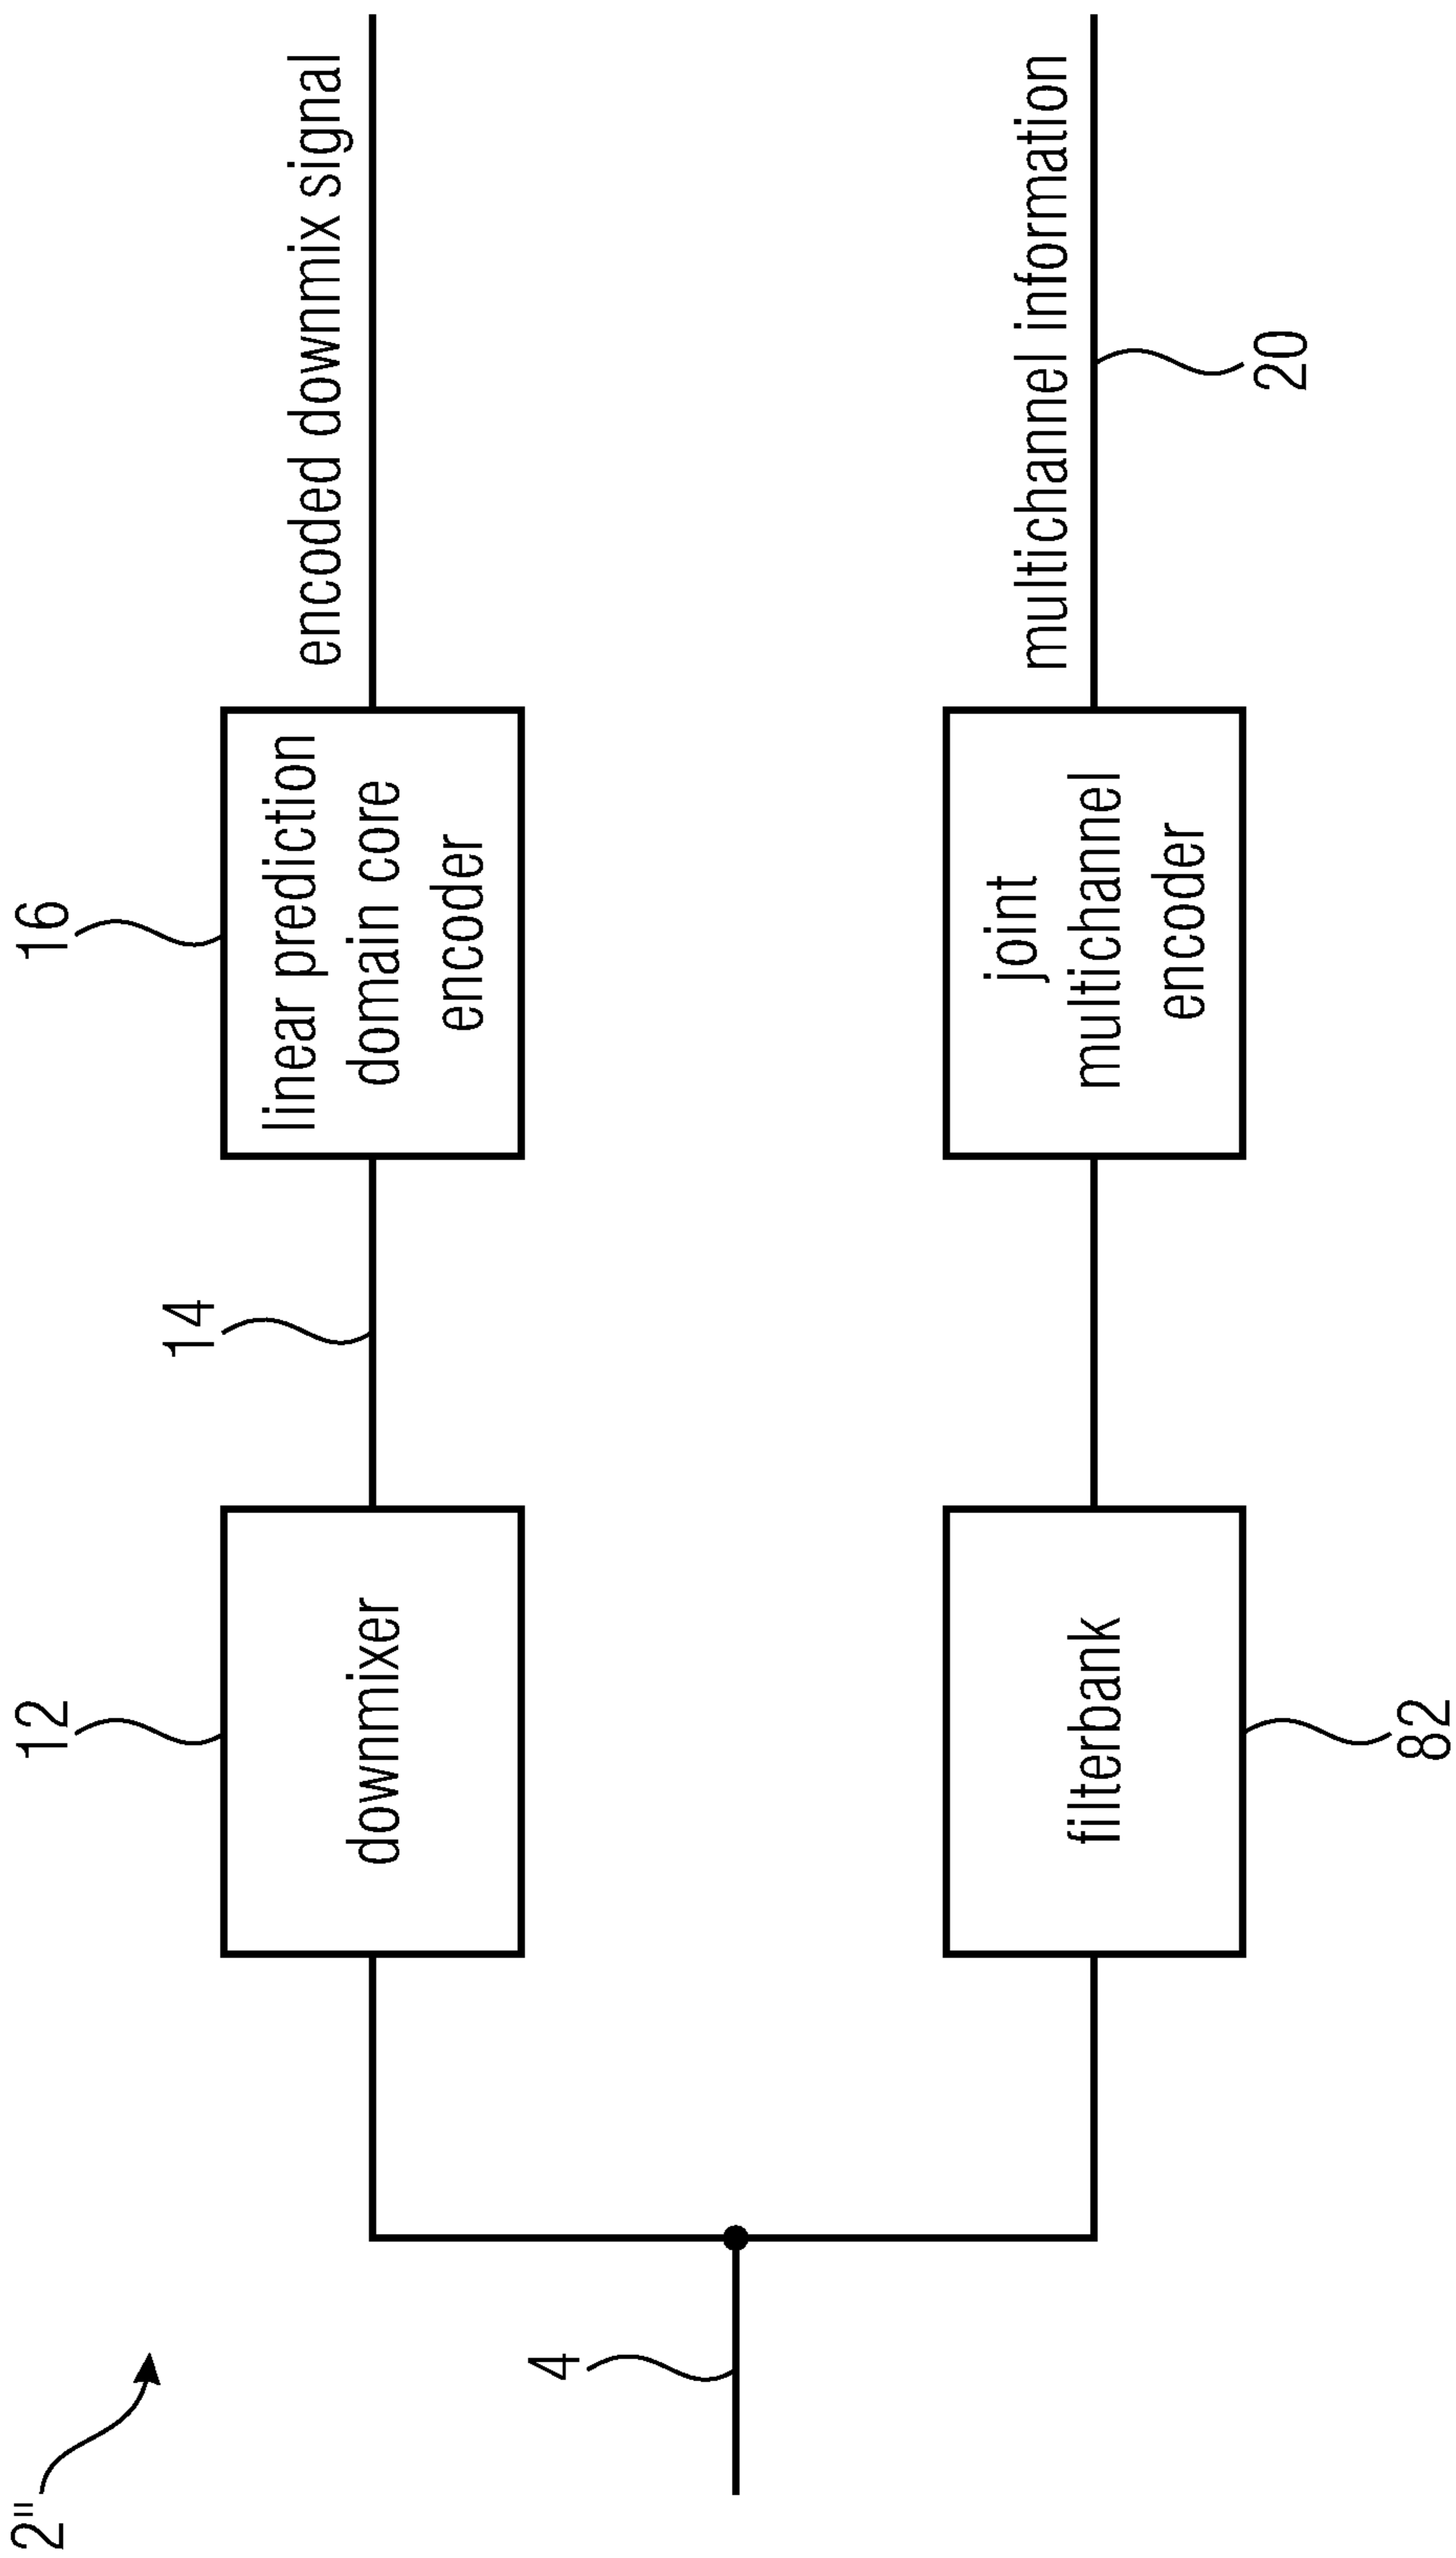 2"
4
12
downmixer
14
16
linear prediction
domain core
encoder
encoded downmix signal
82
filterbank
joint
multichannel
encoder
multichannel information
20